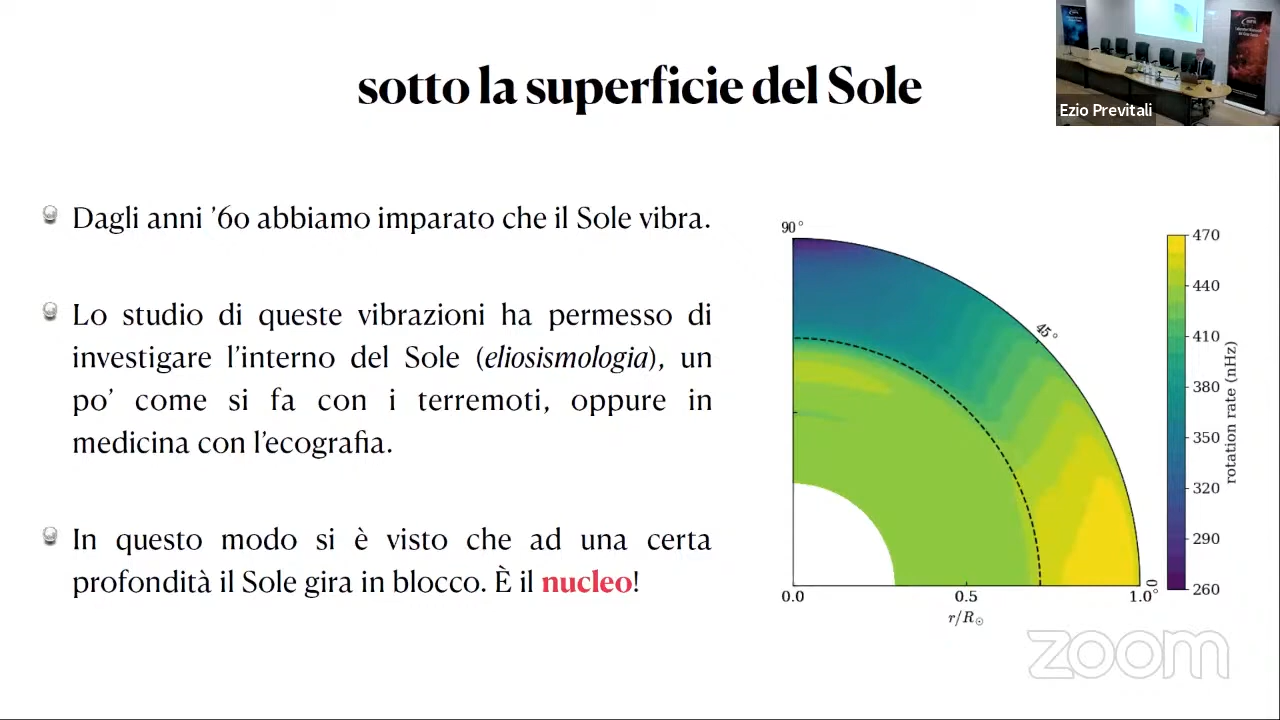 sotto la superficie del Sole
Ezio Previtali
Dagli anni ’60 abbiamo imparato che il Sole vibra.
Lo studio di queste vibrazioni ha permesso di
investigare l’interno del Sole (eliosismologia), un
po’ come si fa con i terremoti, oppure in
medicina con l’ecografia.
In questo modo si è visto che ad una certa
profondità il Sole gira in blocco. È il nucleo!
90°
45°
0°
0.0
0.5
1.0
r/R☉
470
440
410
380
350
320
290
260
rotation rate (nHz)
zoom